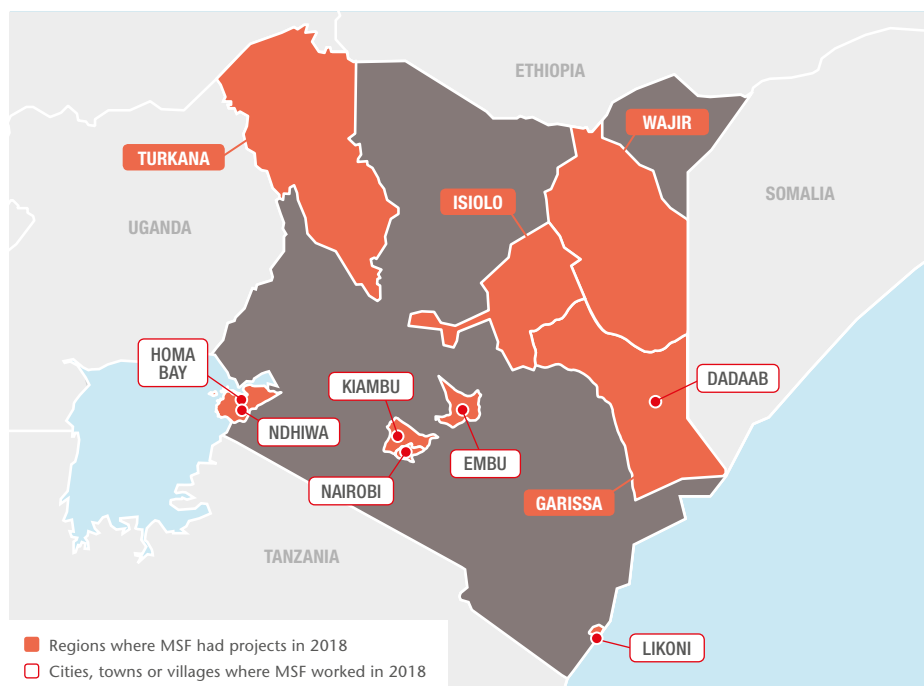 ETHIOPIA
WAJIR
TURKANA
SOMALIA
ISIOLO
UGANDA
HOMA
BAY
DADAAB
KIAMBU
NDHIWA
EMBU
NAIROBI
GARISSA
TANZANIA
LIKONI
Regions where MSF had projects in 2018
Cities, towns or villages where MSF worked in 2018